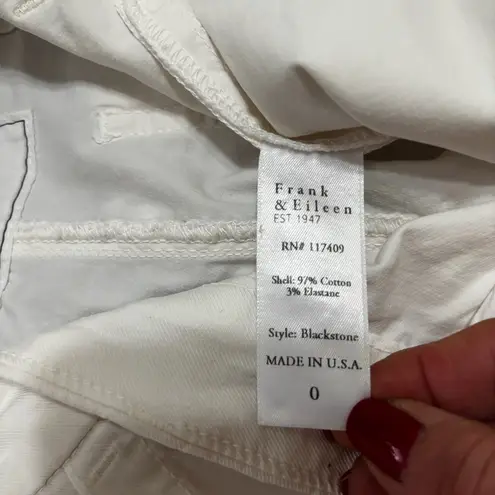 Frank
& Eileen
EST 1947
RN# 117409
Shell: 97% Cotton
3% Elastane
Style: Blackstone
MADE IN U.S.A.
0